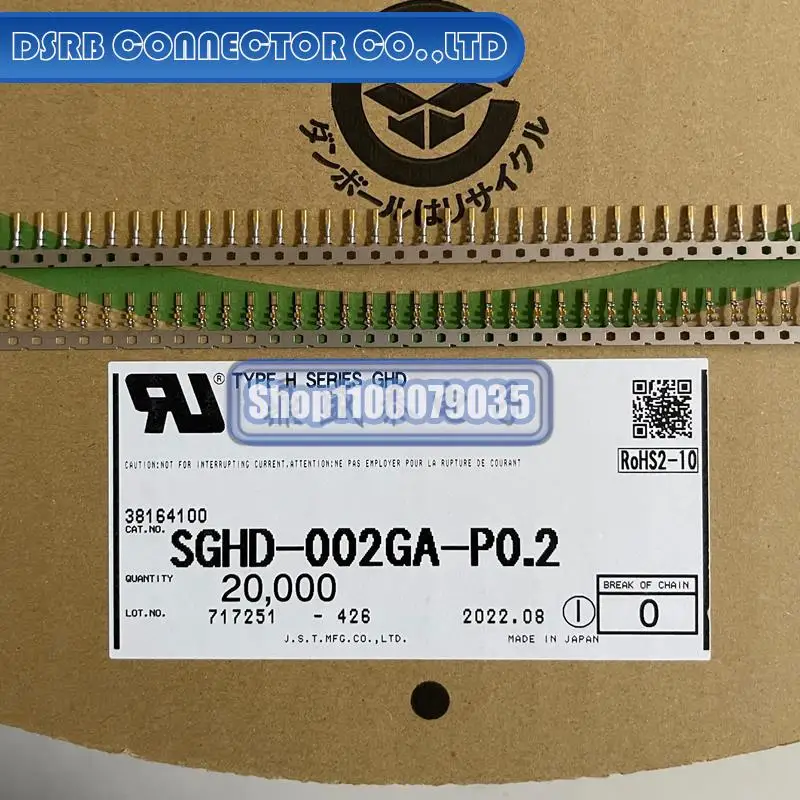 DSRB CONNECTOR CO.,LTD
ダンボールはリサイクル
® TYPE H SERIES GHD
Shop1100079035
CAUTION:NOT FOR INTERRUPTING CURRENT.ATTENTION:NE PAS EMPLOYER POUR LA RUPTURE DE COURANT
RoHS2-10
38164100
CAT.NO. SGHD-002GA-P0.2
QUANTITY 20,000
BREAK OF CHAIN
LOT.NO. 717251 - 426 2022.08 I 0
J.S.T.MFG.CO.,LTD. MADE IN JAPAN